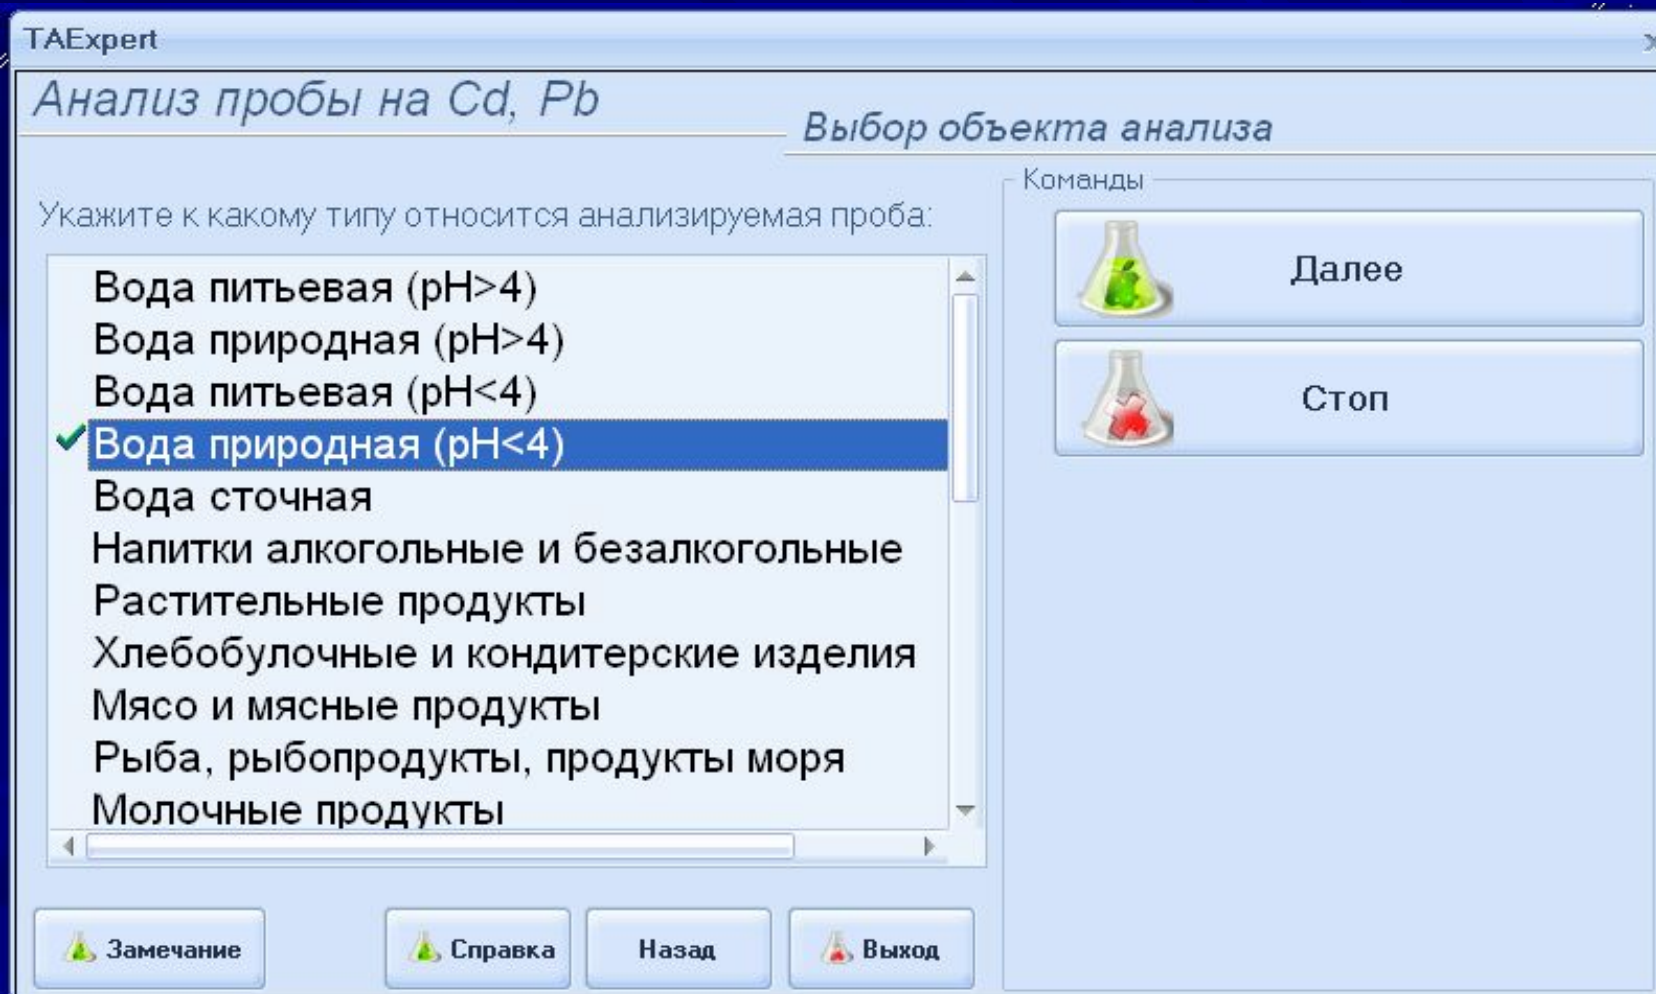 TAExpert
Анализ пробы на Cd, Pb
Выбор объекта анализа
Укажите к какому типу относится анализируемая проба:
Вода питьевая (pH>4)
Вода природная (pH>4)
Вода питьевая (pH<4)
Вода природная (pH<4)
Вода сточная
Напитки алкогольные и безалкогольные
Растительные продукты
Хлебобулочные и кондитерские изделия
Мясо и мясные продукты
Рыба, рыбопродукты, продукты моря
Молочные продукты
Команды
Далее
Стоп
Замечание
Справка
Назад
Выход